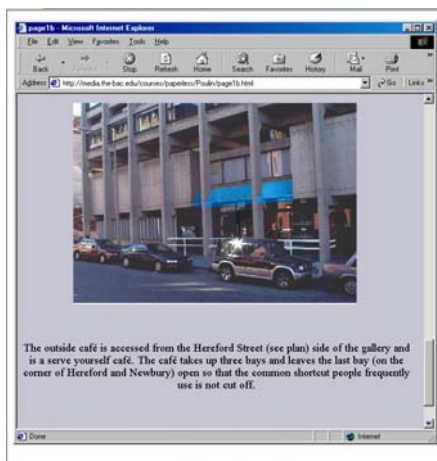 page1b - Microsoft Internet Explorer
File Edit View Favorites Tools Help
Back Stop Refresh Home Search Favorites History Mail Print
Address http://media.the-bac.edu/courses/paperless/Poulin/page1b.html Go Links »
The outside café is accessed from the Hereford Street (see plan) side of the gallery and
is a serve yourself café. The café takes up three bays and leaves the last bay (on the
corner of Hereford and Newbury) open so that the common shortcut people frequently
use is not cut off.
Done Internet